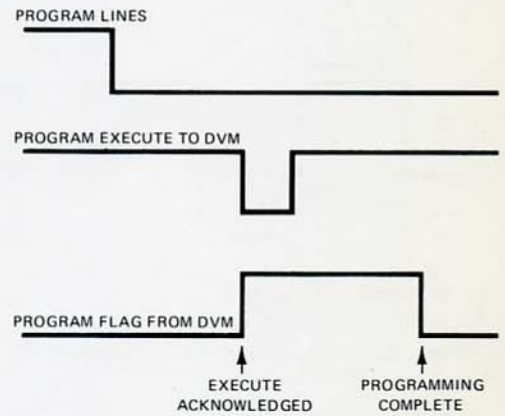 PROGRAM LINES
PROGRAM EXECUTE TO DVM
PROGRAM FLAG FROM DVM
EXECUTE
ACKNOWLEDGED
PROGRAMMING
COMPLETE